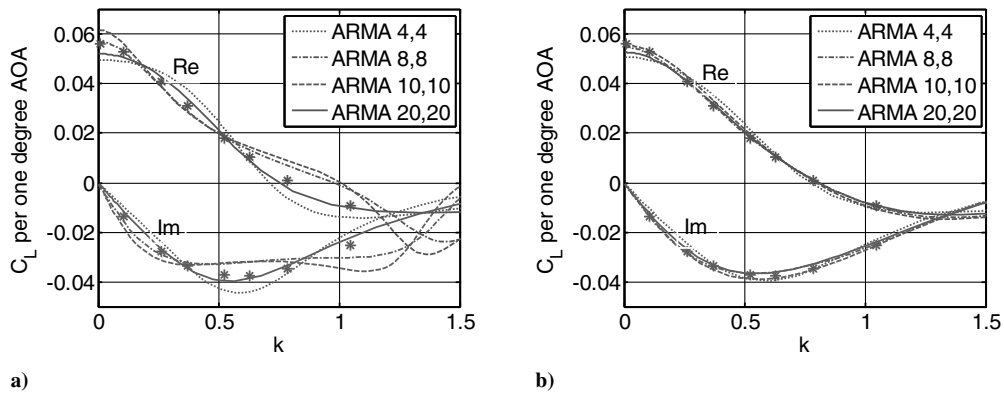 C_L per one degree AOA
0.06
0.04
0.02
0
-0.02
-0.04
Re
Im
ARMA 4,4
ARMA 8,8
ARMA 10,10
ARMA 20,20
0 0.5 1 1.5
k
a)
C_L per one degree AOA
0.06
0.04
0.02
0
-0.02
-0.04
Re
Im
ARMA 4,4
ARMA 8,8
ARMA 10,10
ARMA 20,20
0 0.5 1 1.5
k
b)